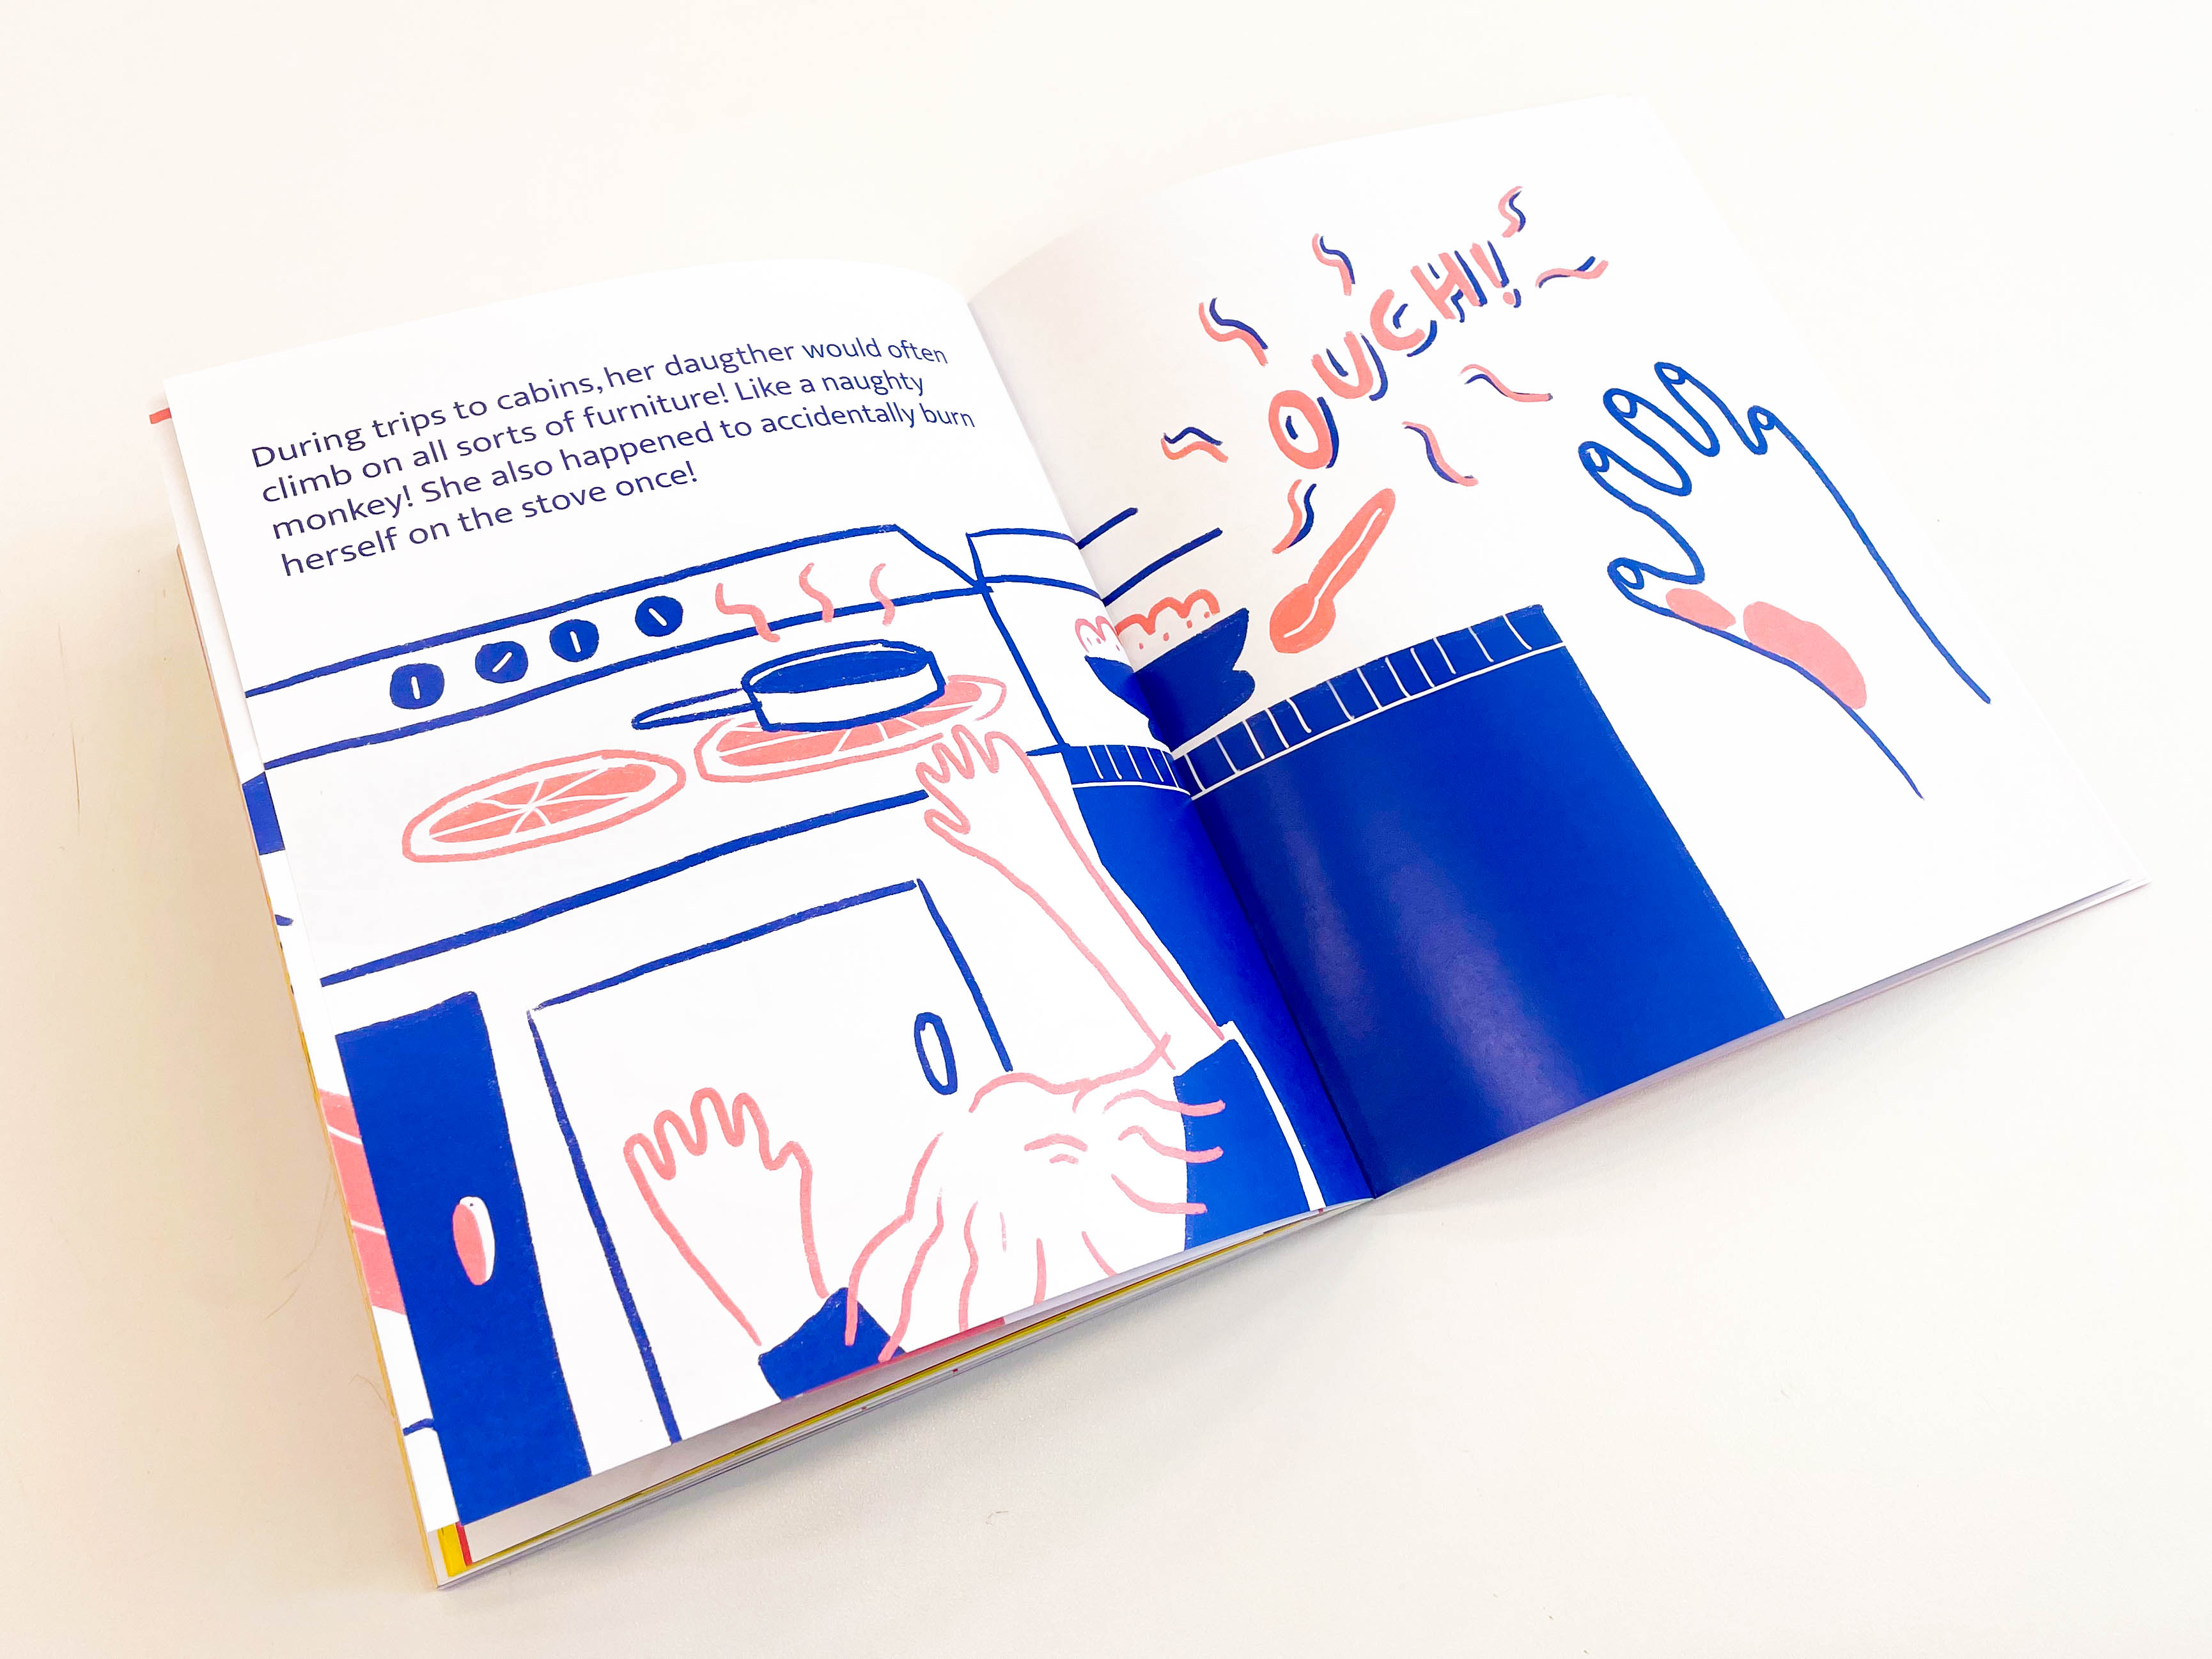 During trips to cabins, her daugther would often
climb on all sorts of furniture! Like a naughty
monkey! She also happened to accidentally burn
herself on the stove once!
OUCH!